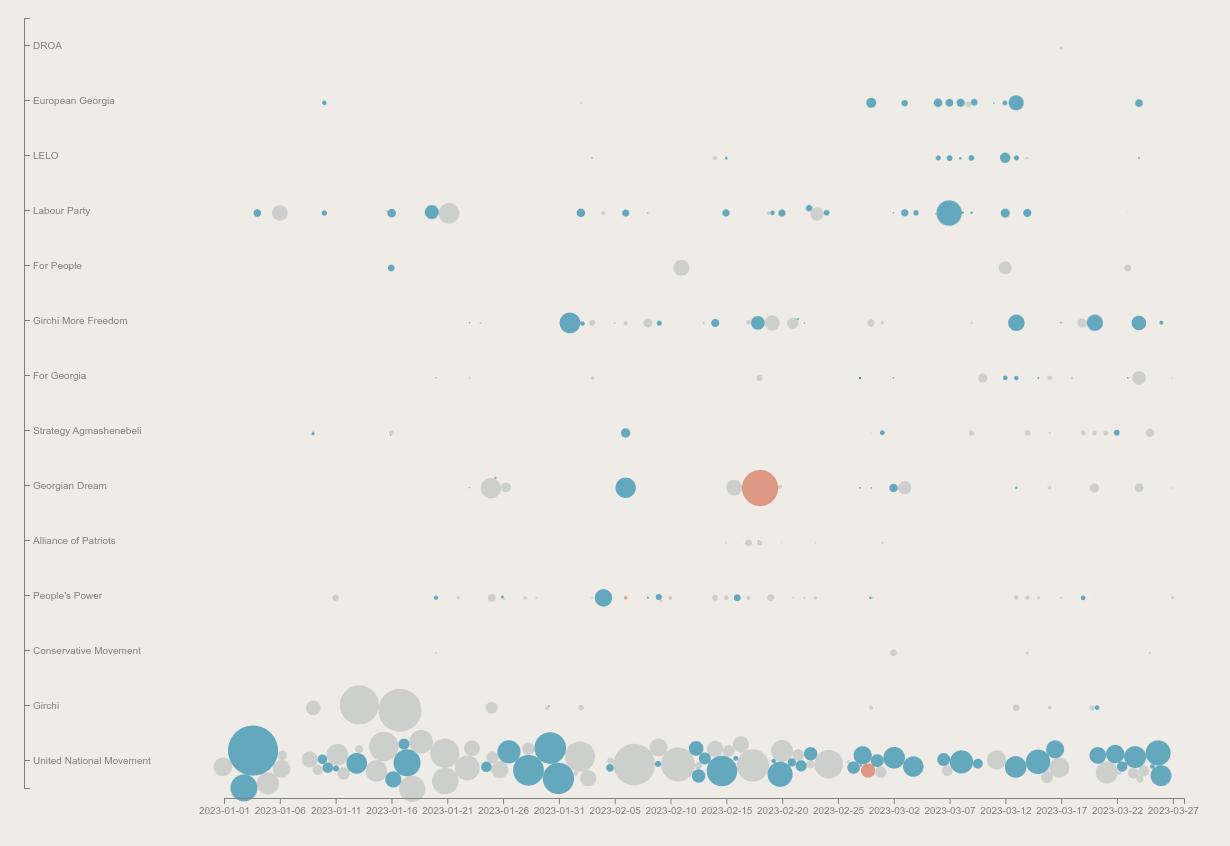 DROA
European Georgia
LELO
Labour Party
For People
Girchi More Freedom
For Georgia
Strategy Agmashenebeli
Georgian Dream
Alliance of Patriots
People's Power
Conservative Movement
Girchi
United National Movement
2023-01-01 2023-01-06 2023-01-11 2023-01-16 2023-01-21 2023-01-26 2023-01-31 2023-02-05 2023-02-10 2023-02-15 2023-02-20 2023-02-25 2023-03-02 2023-03-07 2023-03-12 2023-03-17 2023-03-22 2023-03-27